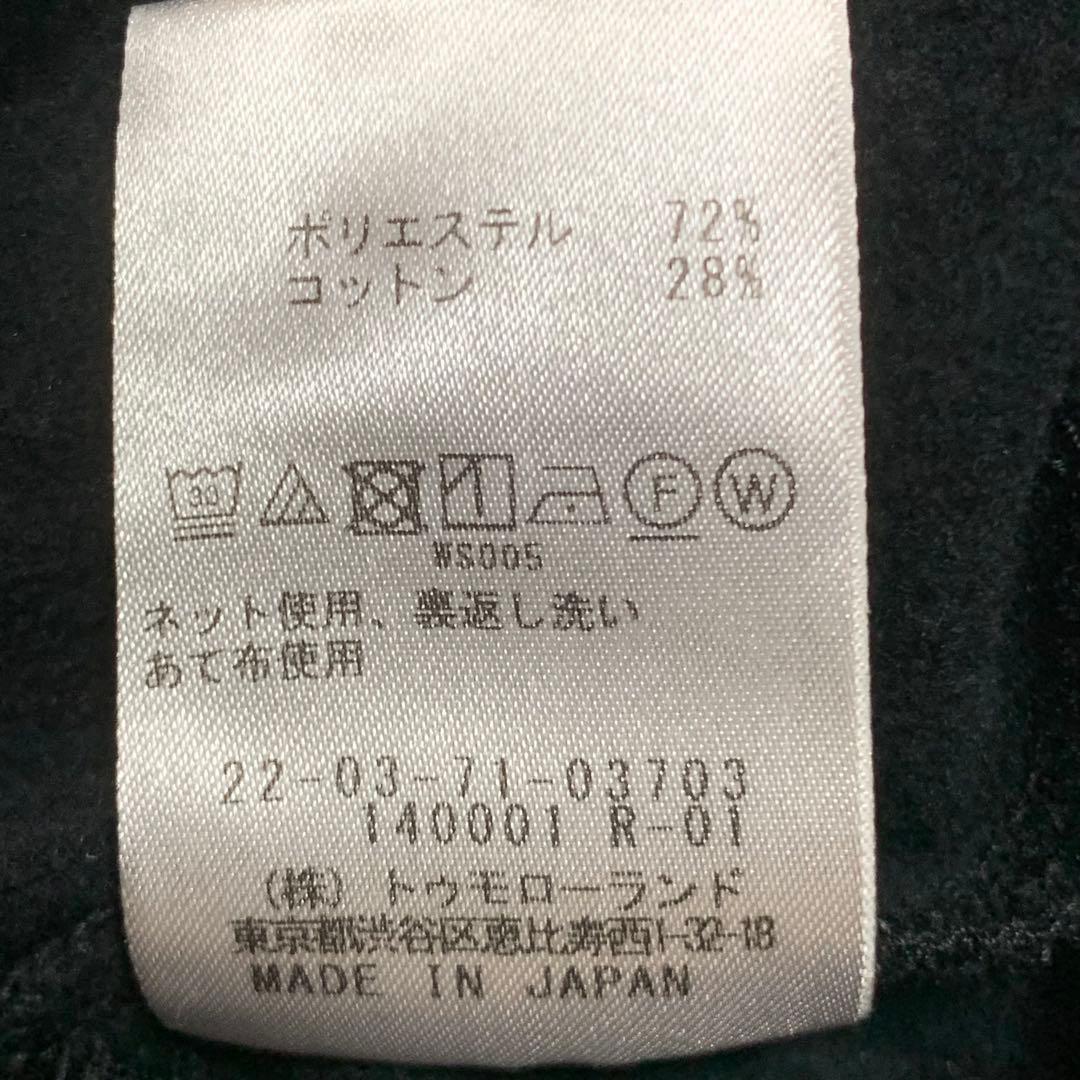 ポリエステル 72%
コットン 28%
30 F W
WS005
ネット使用、裏返し洗い
あて布使用
22-03-71-03703
140001 R-01
(株) トゥモローランド
東京都渋谷区恵比寿西1-32-18
MADE IN JAPAN